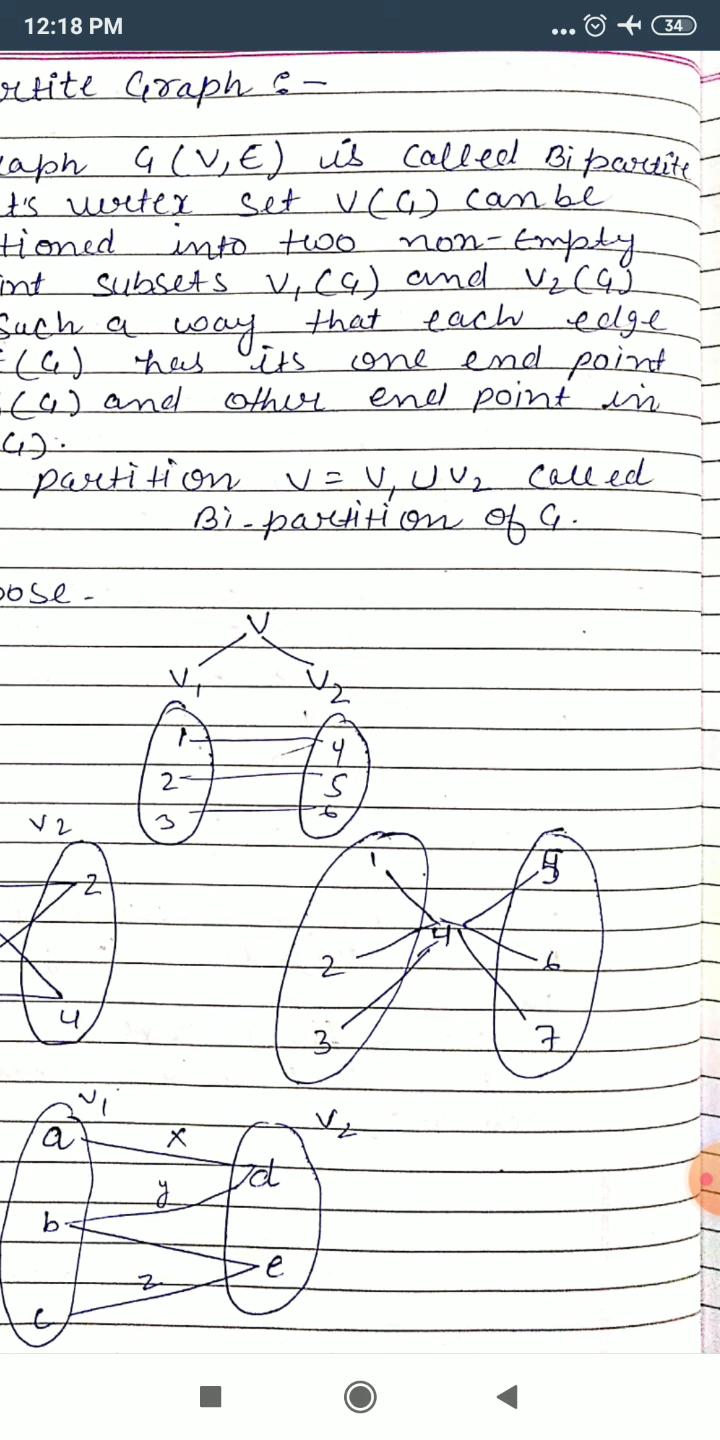 12:18 PM
34
rtite Graph :-
raph G(V,E) is called Bipartite
t's vertex set V(G) can be
tioned into two non-Empty
int subsets V₁(G) and V₂(G)
Such a way that each edge
E(G) has its one end point
₁(G) and other end point in
G).
partition V = V₁ ∪ V₂ called
Bi-partition of G.
pose -
V
V₁ V₂
1 4
2 5
3 6
V2
2
4
1 5
4
2 6
3 7
V₁ V₂
a x d
y
b
e
z
c